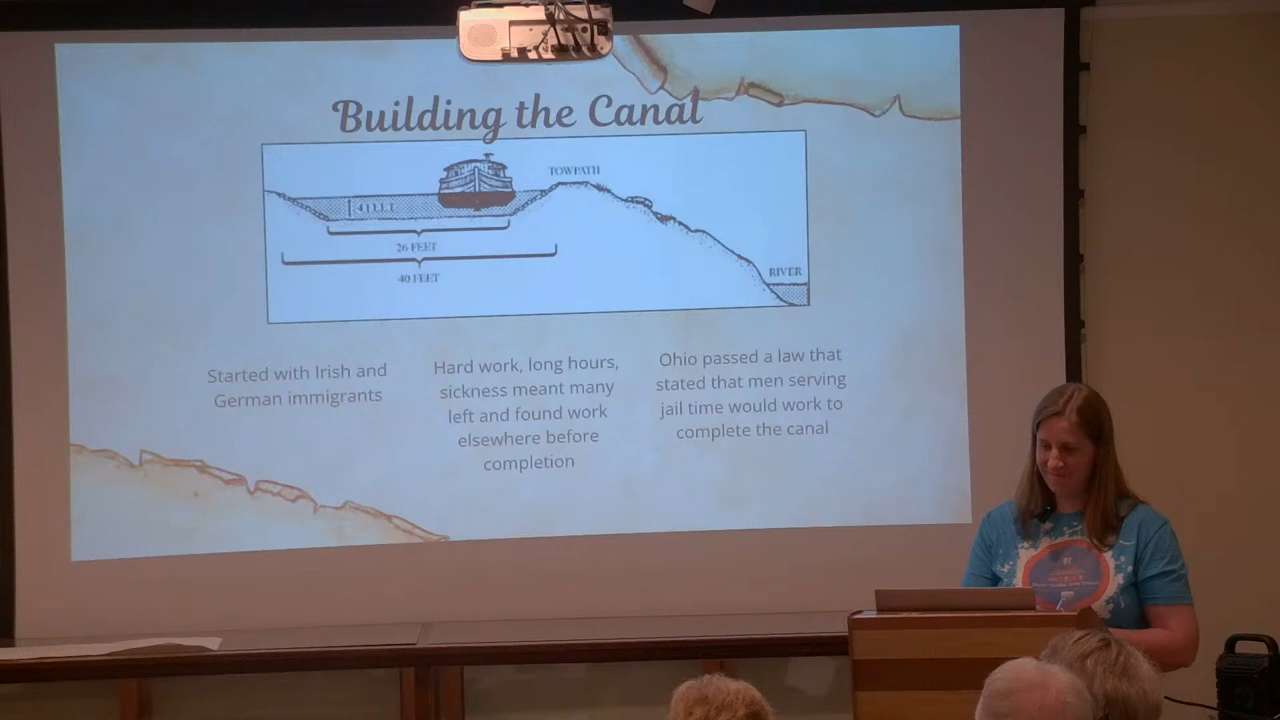 Building the Canal
TOWPATH
4 FEET
26 FEET
40 FEET
RIVER
Started with Irish and
German immigrants
Hard work, long hours,
sickness meant many
left and found work
elsewhere before
completion
Ohio passed a law that
stated that men serving
jail time would work to
complete the canal